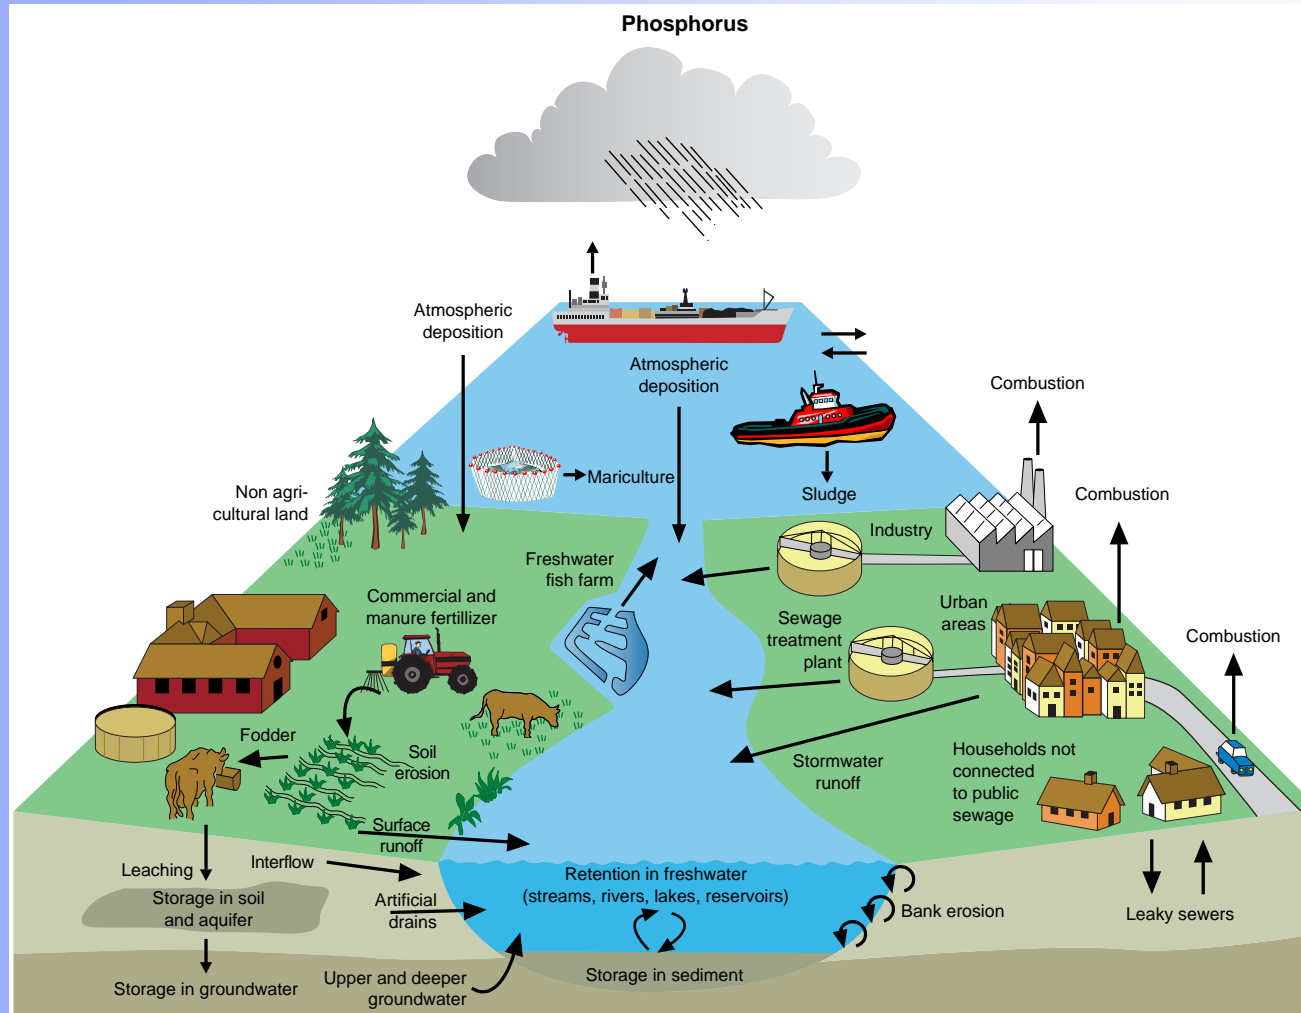 Phosphorus
Atmospheric
deposition
Atmospheric
deposition
Combustion
Mariculture
Sludge
Non agri-
cultural land
Combustion
Industry
Freshwater
fish farm
Commercial and
manure fertillizer
Sewage
treatment
plant
Urban
areas
Combustion
Fodder
Soil
erosion
Stormwater
runoff
Households not
connected
to public
sewage
Surface
runoff
Leaching
Interflow
Retention in freshwater
(streams, rivers, lakes, reservoirs)
Storage in soil
and aquifer
Artificial
drains
Bank erosion
Leaky sewers
Storage in groundwater
Upper and deeper
groundwater
Storage in sediment